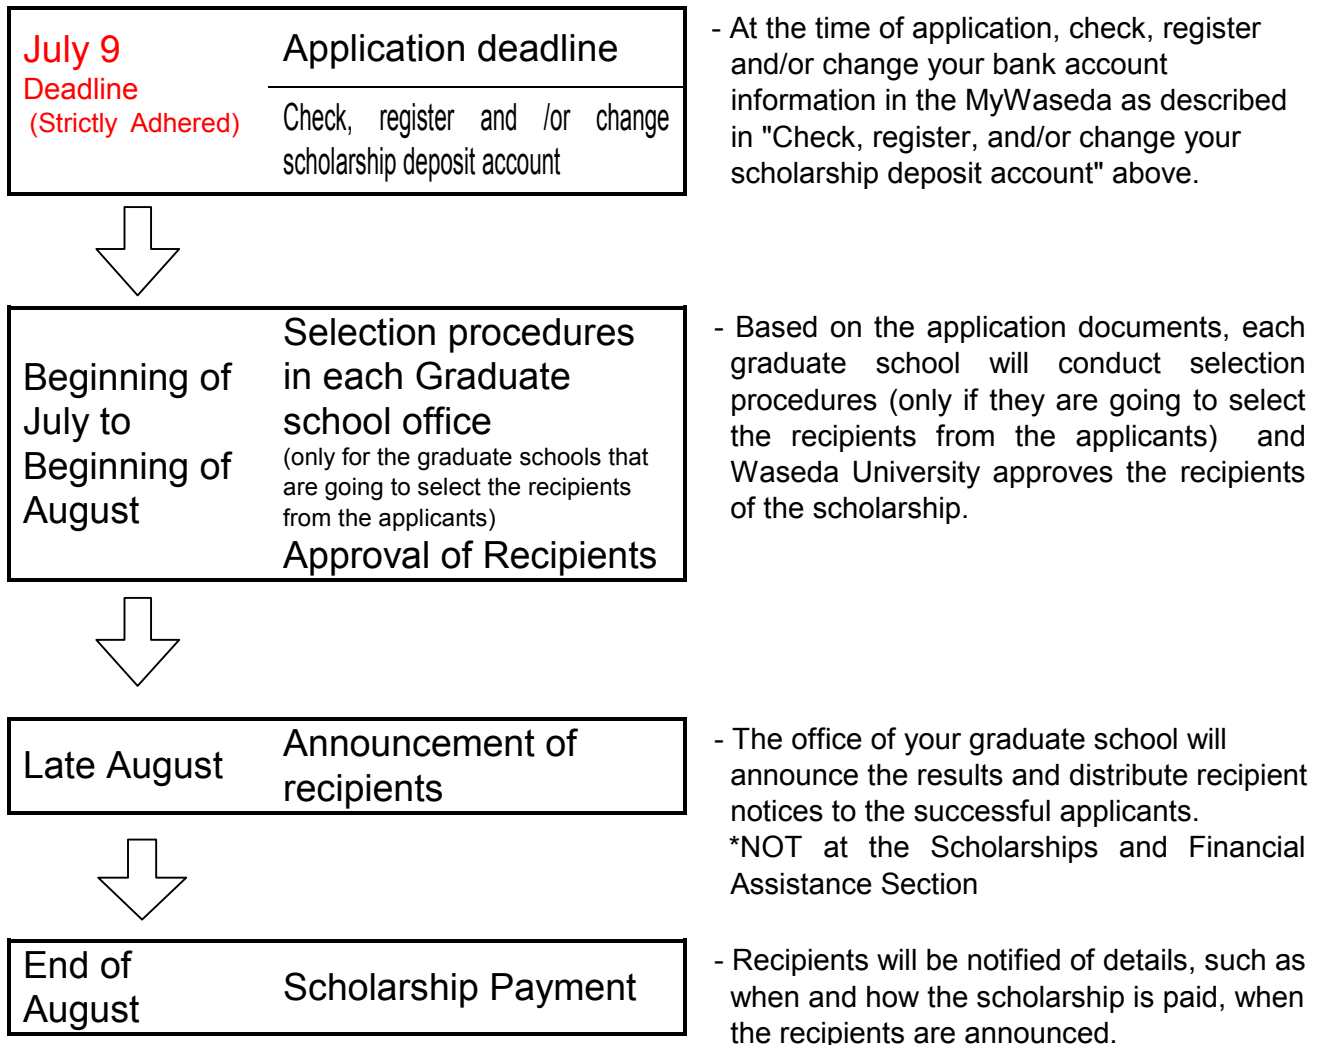 July 9
Deadline
(Strictly Adhered)
Application deadline
Check, register and /or change
scholarship deposit account
- At the time of application, check, register
and/or change your bank account
information in the MyWaseda as described
in "Check, register, and/or change your
scholarship deposit account" above.
Beginning of
July to
Beginning of
August
Selection procedures
in each Graduate
school office
(only for the graduate schools that
are going to select the recipients
from the applicants)
Approval of Recipients
- Based on the application documents, each
graduate school will conduct selection
procedures (only if they are going to select
the recipients from the applicants) and
Waseda University approves the recipients
of the scholarship.
Late August
Announcement of
recipients
- The office of your graduate school will
announce the results and distribute recipient
notices to the successful applicants.
*NOT at the Scholarships and Financial
Assistance Section
End of
August
Scholarship Payment
- Recipients will be notified of details, such as
when and how the scholarship is paid, when
the recipients are announced.